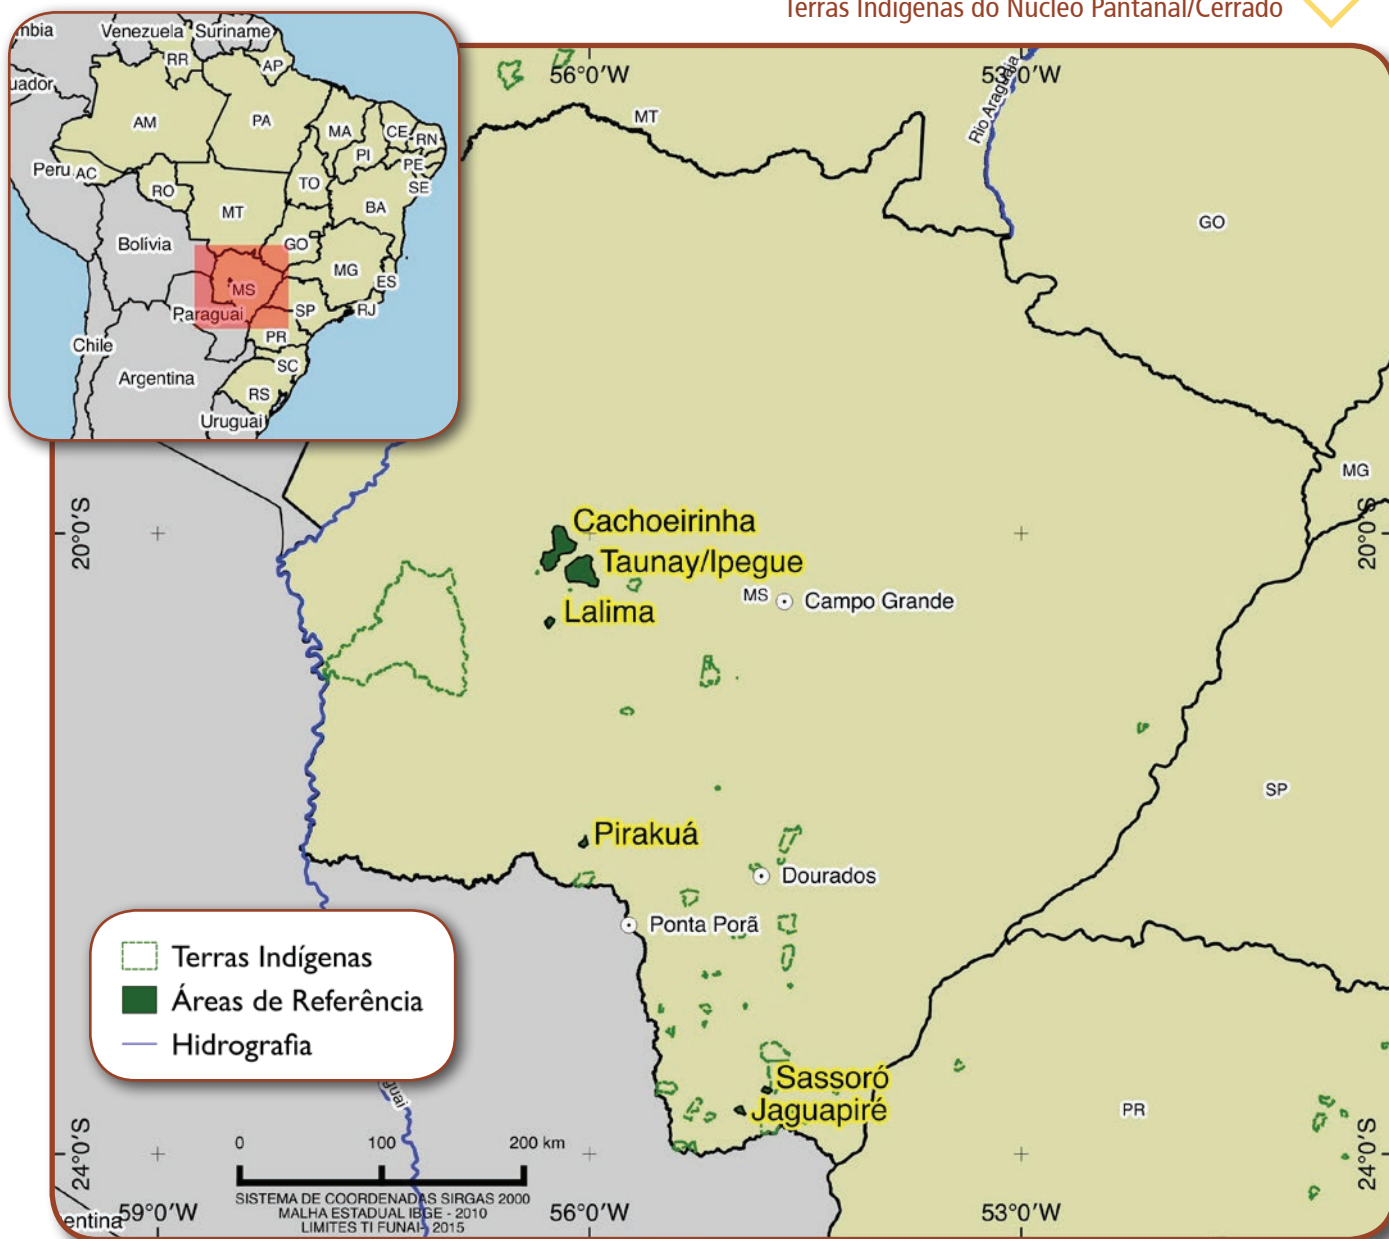 Terras Indígenas do Núcleo Pantanal/Cerrado
Venezuela
Suriname
RR
AP
AM
PA
MA
CE
RN
PI
PE
SE
Peru
AC
RO
TO
BA
MT
Bolívia
GO
MG
ES
MS
SP
RJ
Paraguai
PR
Chile
SC
Argentina
RS
Uruguai
56°0'W
53°0'W
MT
Rio Araguaia
GO
MG
20°0'S
20°0'S
Cachoeirinha
Taunay/Ipegue
MS
Campo Grande
Lalima
SP
Pirakuá
Dourados
Ponta Porã
Terras Indígenas
Áreas de Referência
Hidrografia
Sassoró
Jaguapiré
PR
24°0'S
24°0'S
0 100 200 km
SISTEMA DE COORDENADAS SIRGAS 2000
MALHA ESTADUAL IBGE - 2010
LIMITES TI FUNAI - 2015
59°0'W
56°0'W
53°0'W